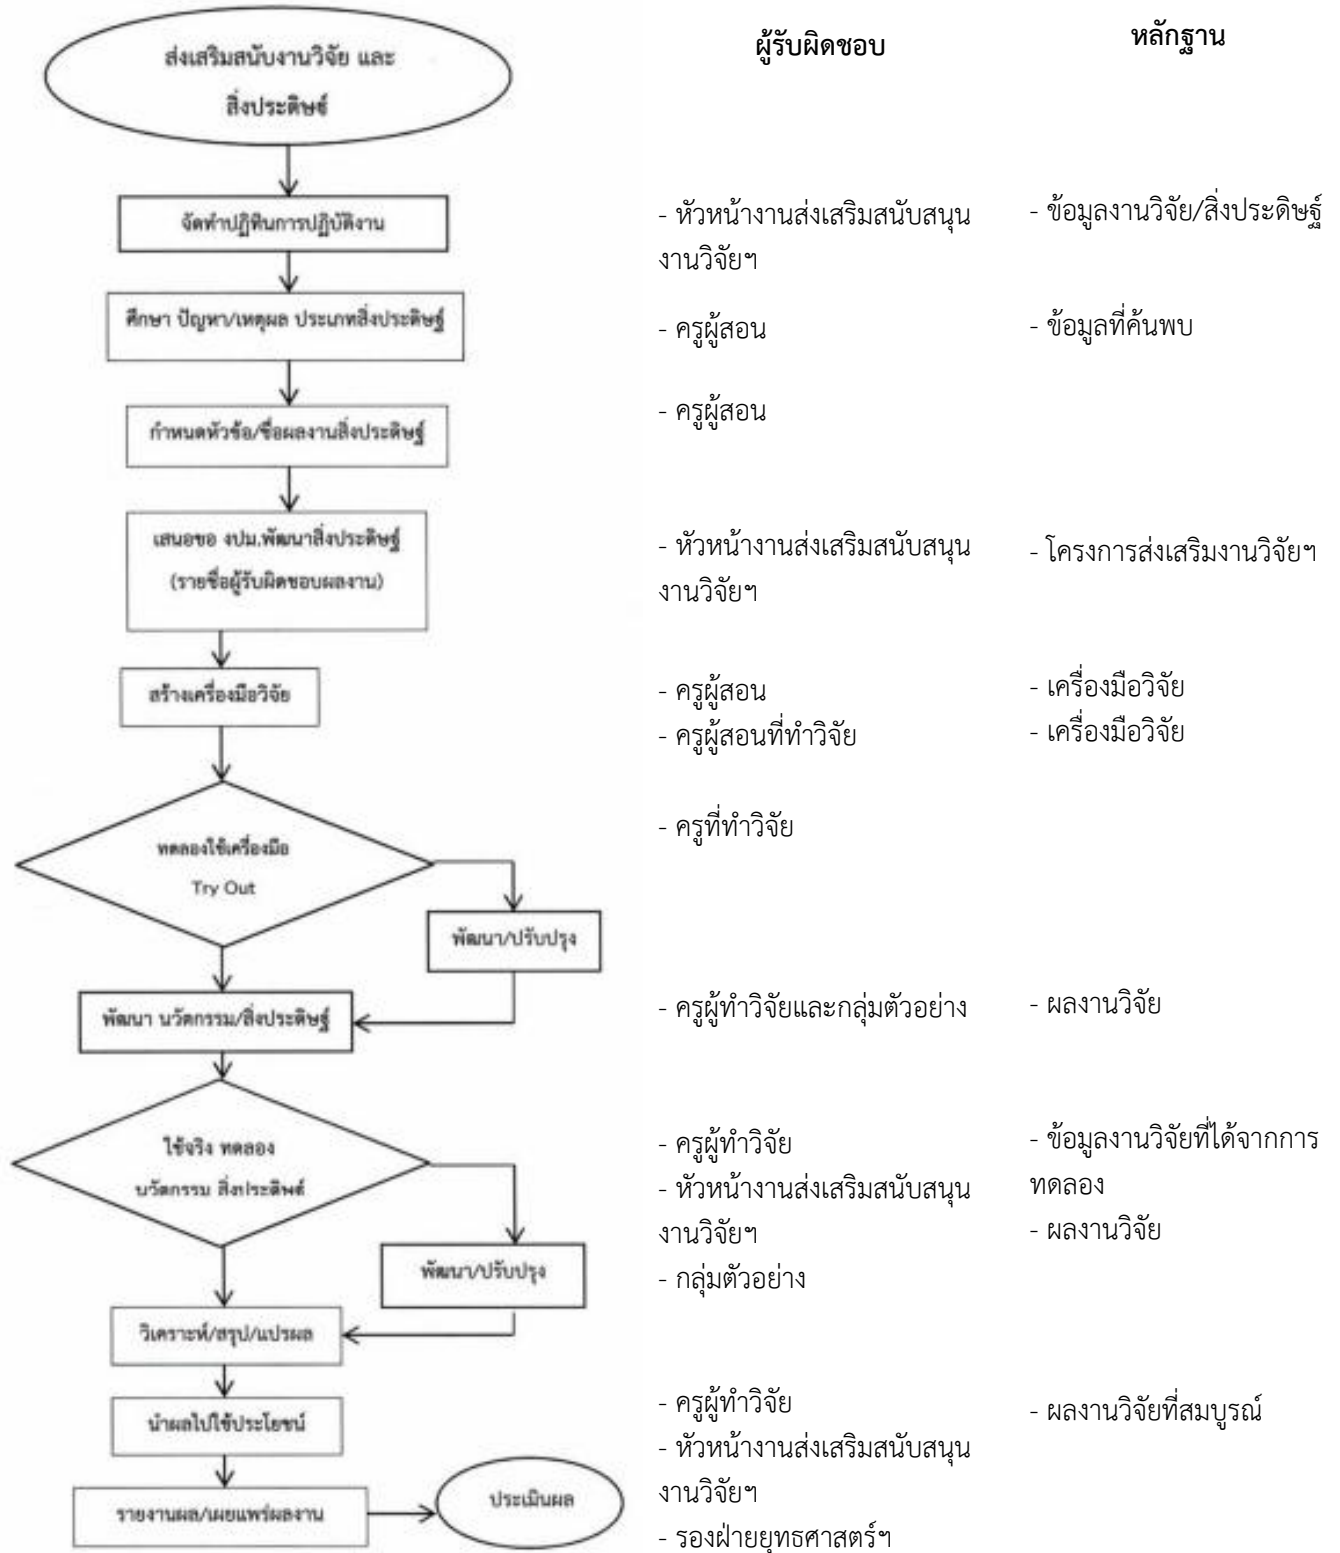 ส่งเสริมสนับงานวิจัย และ
สิ่งประดิษฐ์
ผู้รับผิดชอบ
หลักฐาน
จัดทำปฏิทินการปฏิบัติงาน
- หัวหน้างานส่งเสริมสนับสนุน
งานวิจัยฯ
- ข้อมูลงานวิจัย/สิ่งประดิษฐ์
ศึกษา ปัญหา/เหตุผล ประเภทสิ่งประดิษฐ์
- ครูผู้สอน
- ข้อมูลที่ค้นพบ
กำหนดหัวข้อ/ชื่อผลงานสิ่งประดิษฐ์
- ครูผู้สอน
เสนอขอ งปม.พัฒนาสิ่งประดิษฐ์
(รายชื่อผู้รับผิดชอบผลงาน)
- หัวหน้างานส่งเสริมสนับสนุน
งานวิจัยฯ
- โครงการส่งเสริมงานวิจัยฯ
สร้างเครื่องมือวิจัย
- ครูผู้สอน
- ครูผู้สอนที่ทำวิจัย
- เครื่องมือวิจัย
- เครื่องมือวิจัย
ทดลองใช้เครื่องมือ
Try Out
- ครูที่ทำวิจัย
พัฒนา/ปรับปรุง
พัฒนา นวัตกรรม/สิ่งประดิษฐ์
- ครูผู้ทำวิจัยและกลุ่มตัวอย่าง
- ผลงานวิจัย
ใช้จริง ทดลอง
นวัตกรรม สิ่งประดิษฐ์
- ครูผู้ทำวิจัย
- หัวหน้างานส่งเสริมสนับสนุน
งานวิจัยฯ
- กลุ่มตัวอย่าง
- ข้อมูลงานวิจัยที่ได้จากการ
ทดลอง
- ผลงานวิจัย
พัฒนา/ปรับปรุง
วิเคราะห์/สรุป/แปรผล
นำผลไปใช้ประโยชน์
- ครูผู้ทำวิจัย
- หัวหน้างานส่งเสริมสนับสนุน
งานวิจัยฯ
- รองฝ่ายยุทธศาสตร์ฯ
- ผลงานวิจัยที่สมบูรณ์
รายงานผล/เผยแพร่ผลงาน
ประเมินผล